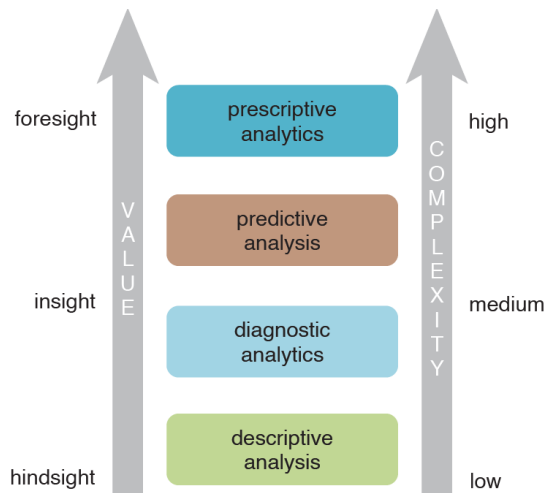 foresight
prescriptive
analytics
high
VALUE
COMPLEXITY
predictive
analysis
insight
medium
diagnostic
analytics
descriptive
analysis
hindsight
low